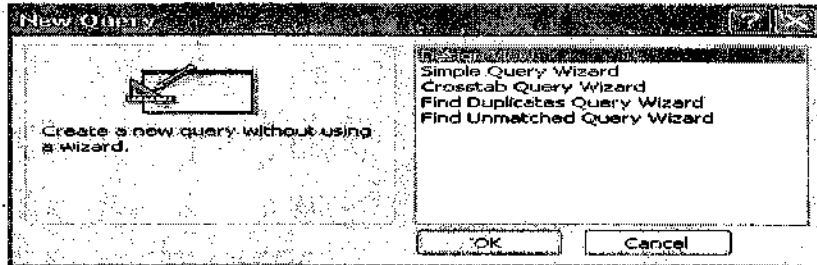 New Query
Create a new query without using
a wizard.
Simple Query Wizard
Crosstab Query Wizard
Find Duplicates Query Wizard
Find Unmatched Query Wizard
OK
Cancel